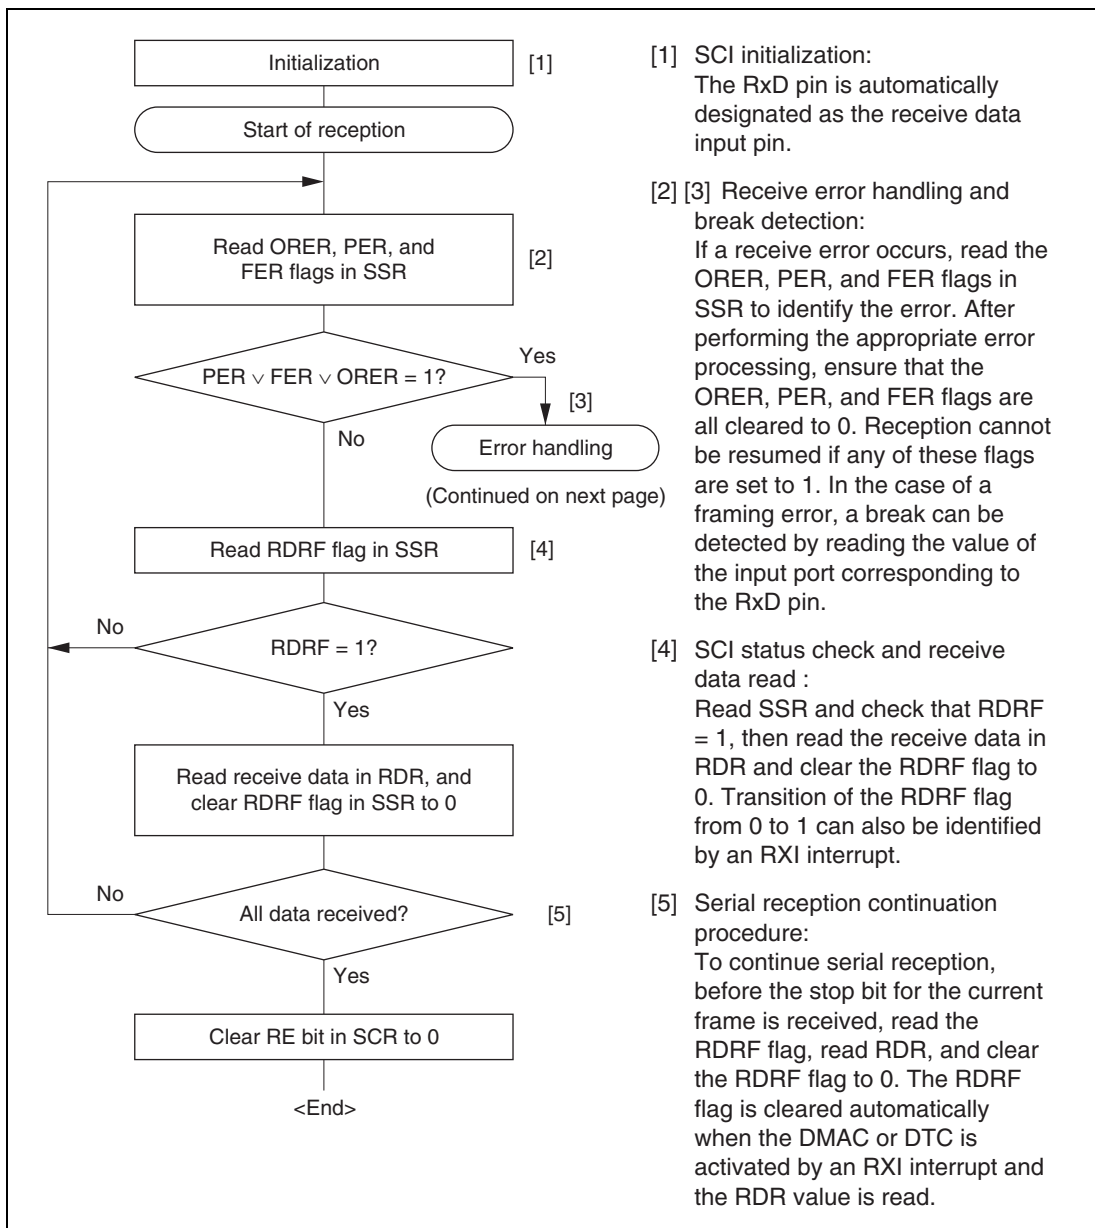 Initialization
[1]
Start of reception
Read ORER, PER, and
FER flags in SSR
[2]
PER ∨ FER ∨ ORER = 1?
Yes
[3]
No
Error handling
(Continued on next page)
Read RDRF flag in SSR
[4]
No
RDRF = 1?
Yes
Read receive data in RDR, and
clear RDRF flag in SSR to 0
No
All data received?
[5]
Yes
Clear RE bit in SCR to 0
<End>
[1] SCI initialization:
The RxD pin is automatically
designated as the receive data
input pin.
[2] [3] Receive error handling and
break detection:
If a receive error occurs, read the
ORER, PER, and FER flags in
SSR to identify the error. After
performing the appropriate error
processing, ensure that the
ORER, PER, and FER flags are
all cleared to 0. Reception cannot
be resumed if any of these flags
are set to 1. In the case of a
framing error, a break can be
detected by reading the value of
the input port corresponding to
the RxD pin.
[4] SCI status check and receive
data read :
Read SSR and check that RDRF
= 1, then read the receive data in
RDR and clear the RDRF flag to
0. Transition of the RDRF flag
from 0 to 1 can also be identified
by an RXI interrupt.
[5] Serial reception continuation
procedure:
To continue serial reception,
before the stop bit for the current
frame is received, read the
RDRF flag, read RDR, and clear
the RDRF flag to 0. The RDRF
flag is cleared automatically
when the DMAC or DTC is
activated by an RXI interrupt and
the RDR value is read.